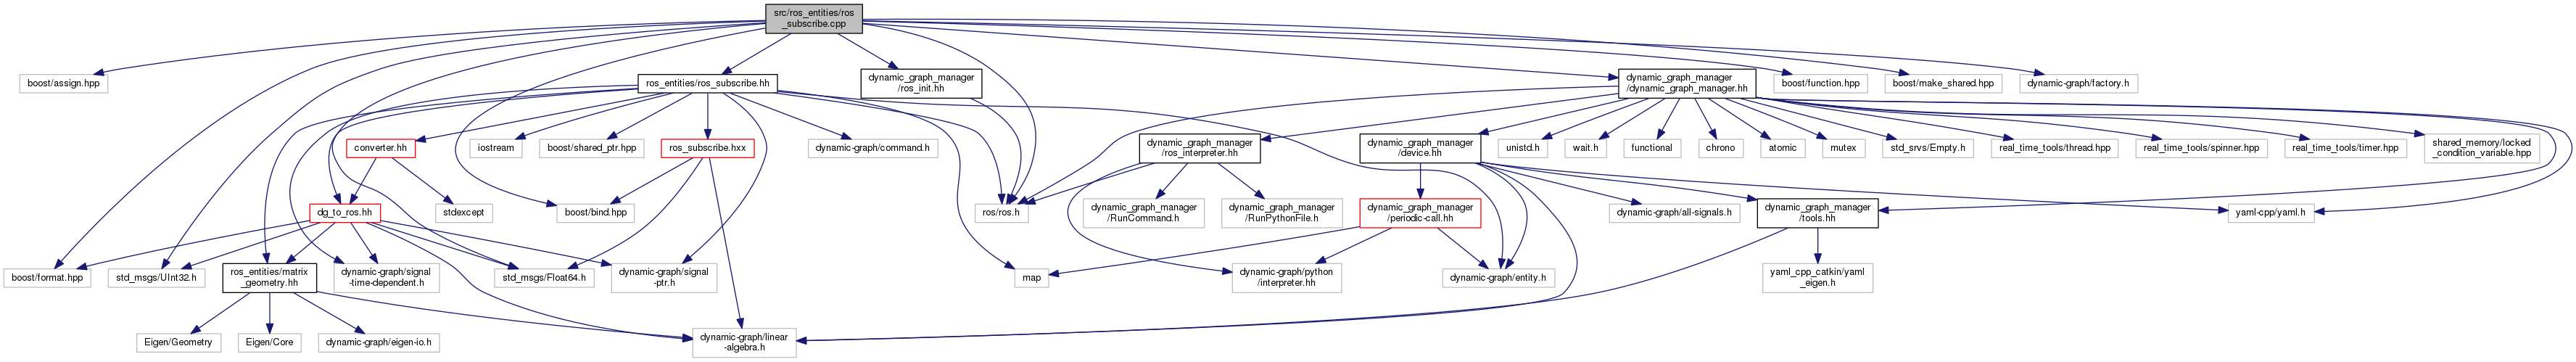 src/ros_entities/ros
_subscribe.cpp
boost/assign.hpp
ros_entities/ros_subscribe.hh
dynamic_graph_manager
/ros_init.hh
dynamic_graph_manager
/dynamic_graph_manager.hh
boost/function.hpp
boost/make_shared.hpp
dynamic-graph/factory.h
converter.hh
iostream
boost/shared_ptr.hpp
ros_subscribe.hxx
dynamic-graph/command.h
dynamic_graph_manager
/ros_interpreter.hh
dynamic_graph_manager
/device.hh
unistd.h
wait.h
functional
chrono
atomic
mutex
std_srvs/Empty.h
real_time_tools/thread.hpp
real_time_tools/spinner.hpp
real_time_tools/timer.hpp
shared_memory/locked
_condition_variable.hpp
dg_to_ros.hh
stdexcept
boost/bind.hpp
ros/ros.h
dynamic_graph_manager
/RunCommand.h
dynamic_graph_manager
/RunPythonFile.h
dynamic_graph_manager
/periodic-call.hh
dynamic-graph/all-signals.h
dynamic_graph_manager
/tools.hh
yaml-cpp/yaml.h
boost/format.hpp
std_msgs/UInt32.h
ros_entities/matrix
_geometry.hh
dynamic-graph/signal
-time-dependent.h
std_msgs/Float64.h
dynamic-graph/signal
-ptr.h
map
dynamic-graph/python
/interpreter.hh
dynamic-graph/entity.h
yaml_cpp_catkin/yaml
_eigen.h
Eigen/Geometry
Eigen/Core
dynamic-graph/eigen-io.h
dynamic-graph/linear
-algebra.h